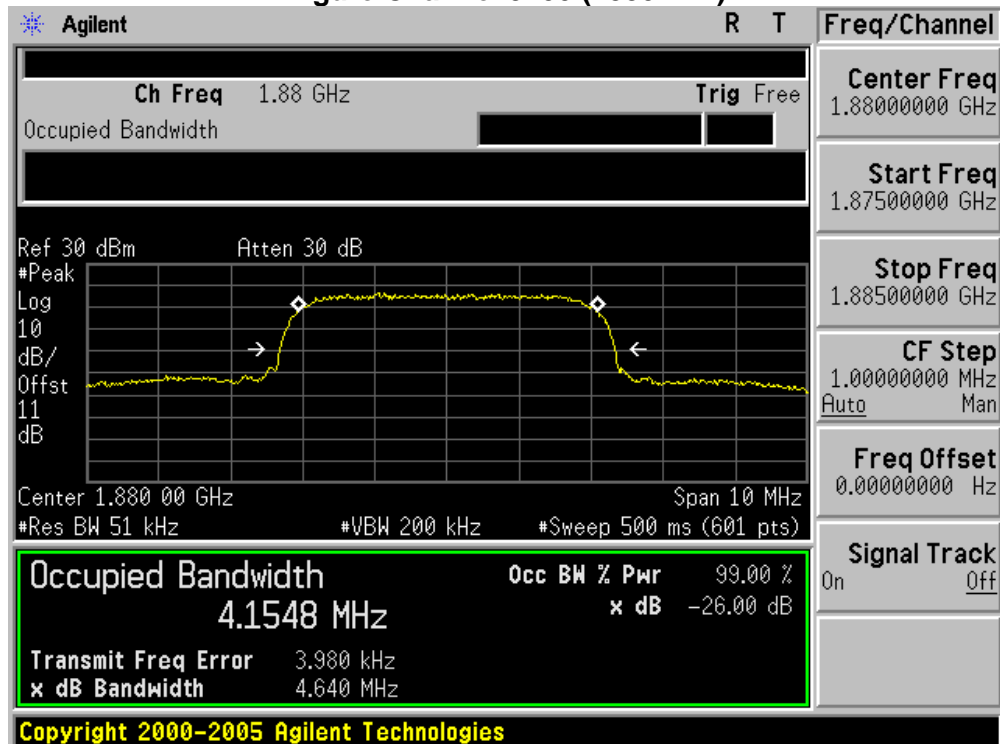 Agilent R T
Freq/Channel
Ch Freq 1.88 GHz Trig Free
Occupied Bandwidth
Center Freq
1.88000000 GHz
Start Freq
1.87500000 GHz
Stop Freq
1.88500000 GHz
CF Step
1.00000000 MHz
Auto Man
Freq Offset
0.00000000 Hz
Signal Track
On Off
Ref 30 dBm Atten 30 dB
#Peak
Log
10
dB/
Offst
11
dB
Center 1.880 00 GHz Span 10 MHz
#Res BW 51 kHz #VBW 200 kHz #Sweep 500 ms (601 pts)
Occupied Bandwidth Occ BW % Pwr 99.00 %
4.1548 MHz x dB -26.00 dB
Transmit Freq Error 3.980 kHz
x dB Bandwidth 4.640 MHz
Copyright 2000-2005 Agilent Technologies